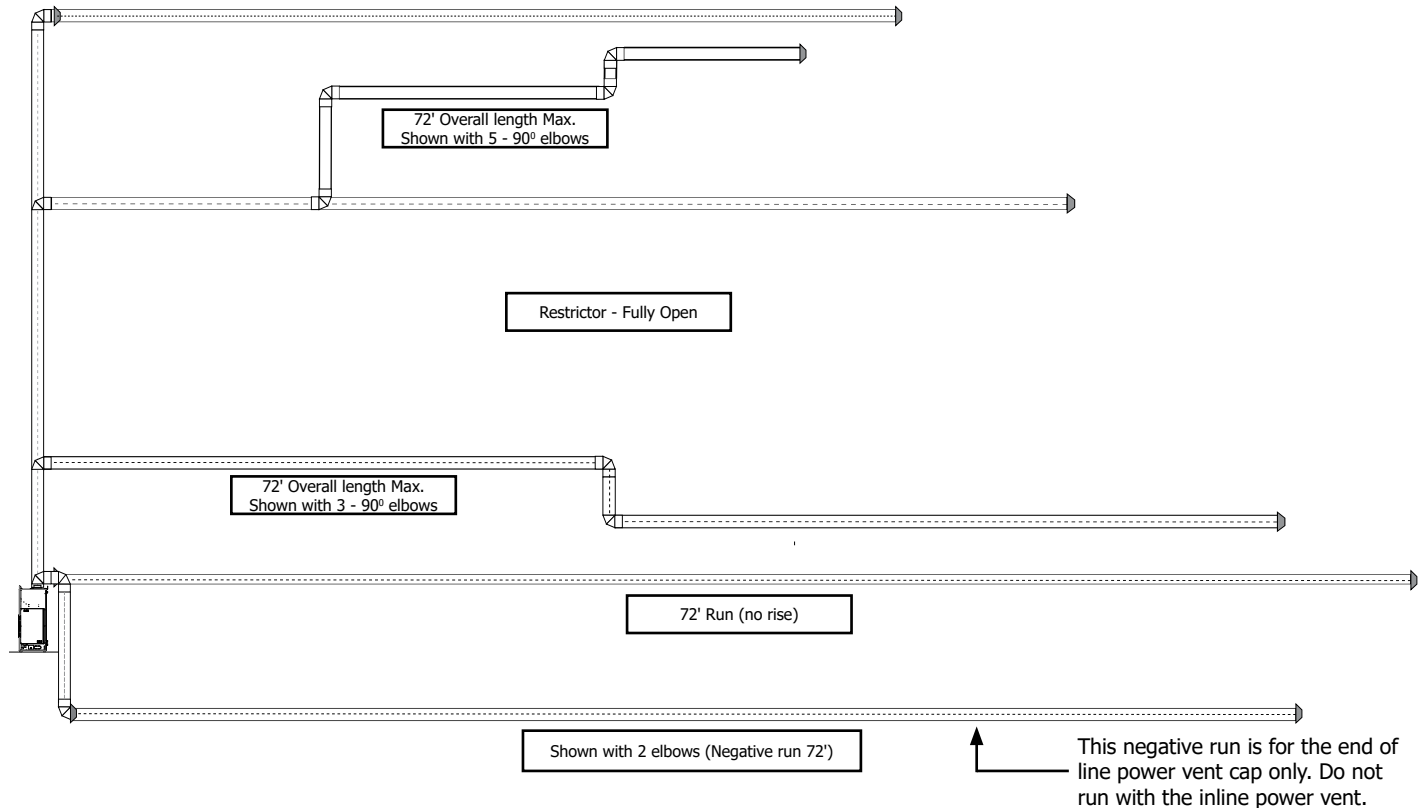 72' Overall length Max.
Shown with 5 - 90⁰ elbows
Restrictor - Fully Open
72' Overall length Max.
Shown with 3 - 90⁰ elbows
72' Run (no rise)
Shown with 2 elbows (Negative run 72')
This negative run is for the end of
line power vent cap only. Do not
run with the inline power vent.